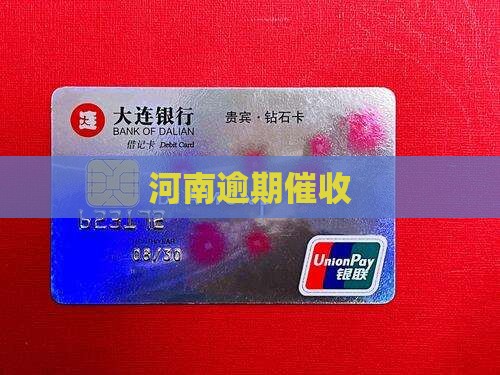 大连银行
BANK OF DALIAN
借记卡 Debit Card
贵宾·钻石卡
河南逾期催收
08/30
UnionPay
银联